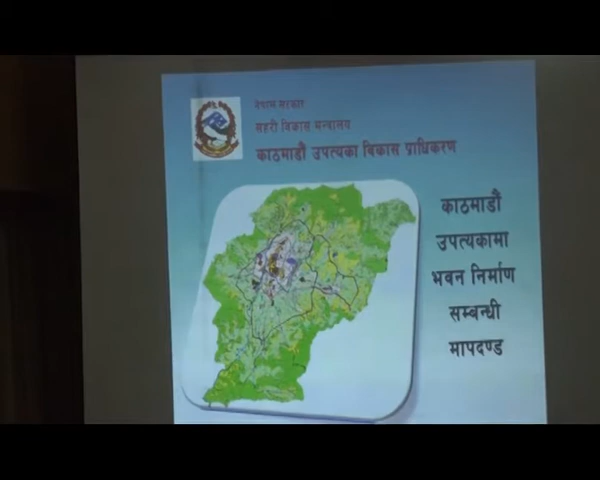 नेपाल सरकार
सहरी विकास मन्त्रालय
काठमाडौं उपत्यका विकास प्राधिकरण
काठमाडौं
उपत्यकामा
भवन निर्माण
सम्बन्धी
मापदण्ड